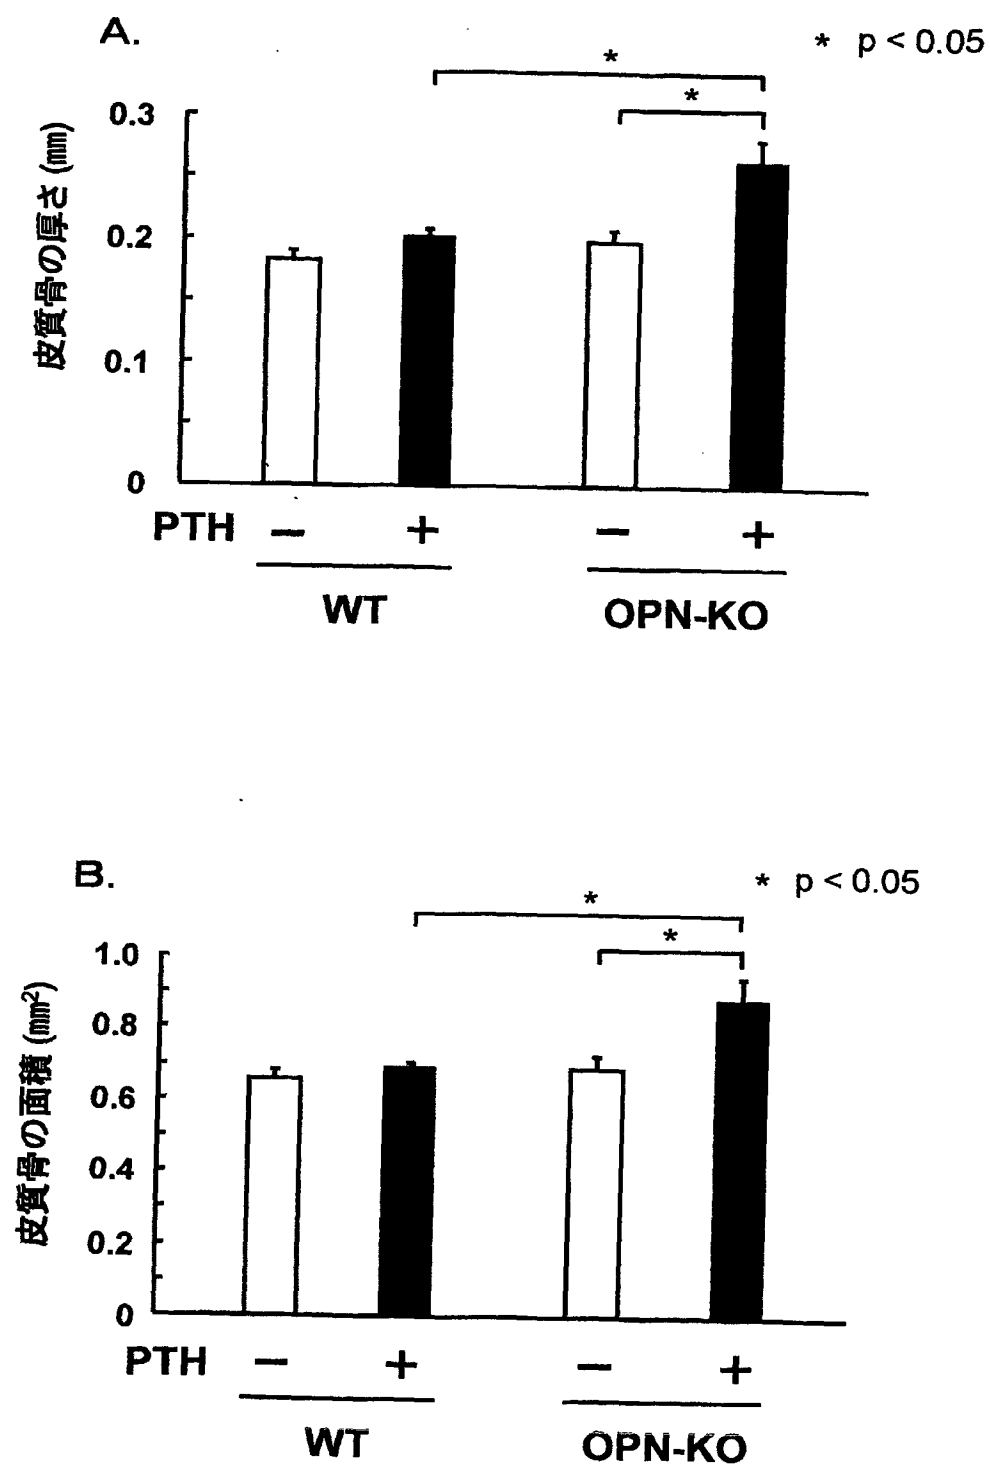 A.
* p < 0.05
*
*
皮質骨の厚さ (㎜)
0.3
0.2
0.1
0
PTH − + − +
WT OPN-KO
B.
* p < 0.05
*
*
皮質骨の面積 (㎜²)
1.0
0.8
0.6
0.4
0.2
0
PTH − + − +
WT OPN-KO